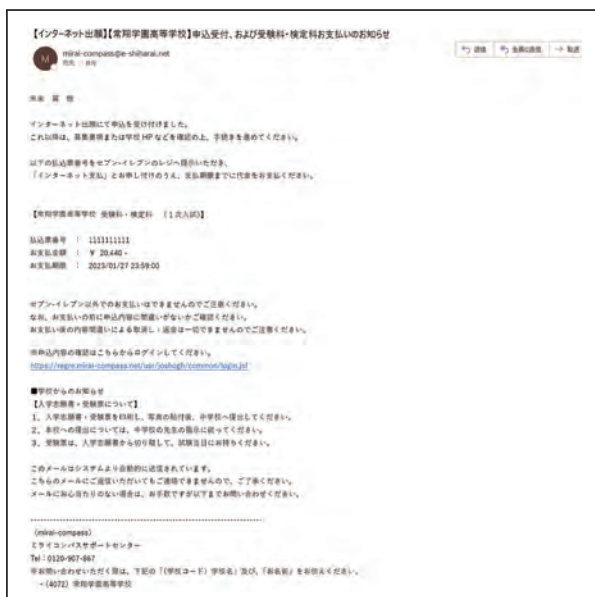 【インターネット出願】【常翔学園高等学校】申込受付、および受験料・検定料お支払いのお知らせ
M
mirai-compass@e-shiharai.net
返信
全員に返信
転送
未来 様
インターネット出願にて申込を受け付けました。
これ以降は、募集要項または学校 HP などを確認の上、手続きを進めてください。
以下の払込票番号をセブン-イレブンのレジへ提示いただき、
「インターネット支払」とお申し付けのうえ、支払期限までに代金をお支払ください。
【常翔学園高等学校 受験料・検定料 (1次入試)】
払込票番号 : 1111111111
お支払金額 : ¥ 20,440 -
お支払期限 : 2023/01/27 23:59:00
セブン-イレブン以外でのお支払いはできませんのでご注意ください。
なお、お支払いの前に申込内容に間違いがないかご確認ください。
お支払い後の内容間違いによる取消し・返金は一切できませんのでご注意ください。
※申込内容の確認はこちらからログインしてください。
https://regre.mirai-compass.net/usr/joshogh/common/login.jsf
■学校からのお知らせ
【入学志願書・受験票について】
1、入学志願書・受験票を印刷し、写真の貼付後、中学校へ提出してください。
2、本校への提出については、中学校の先生の指示に従ってください。
3、受験票は、入学志願書から切り離して、試験当日にお持ちください。
このメールはシステムより自動的に送信されています。
こちらのメールにご返信いただいてもご連絡できませんので、ご了承ください。
メールにお心当たりのない場合は、お手数ですが以下までお問い合わせください。
(mirai-compass)
ミライコンパスサポートセンター
Tel : 0120-907-867
※お問い合わせいただく際は、下記の「(学校コード) 学校名」及び、「お名前」をお伝えください。
・(4072) 常翔学園高等学校